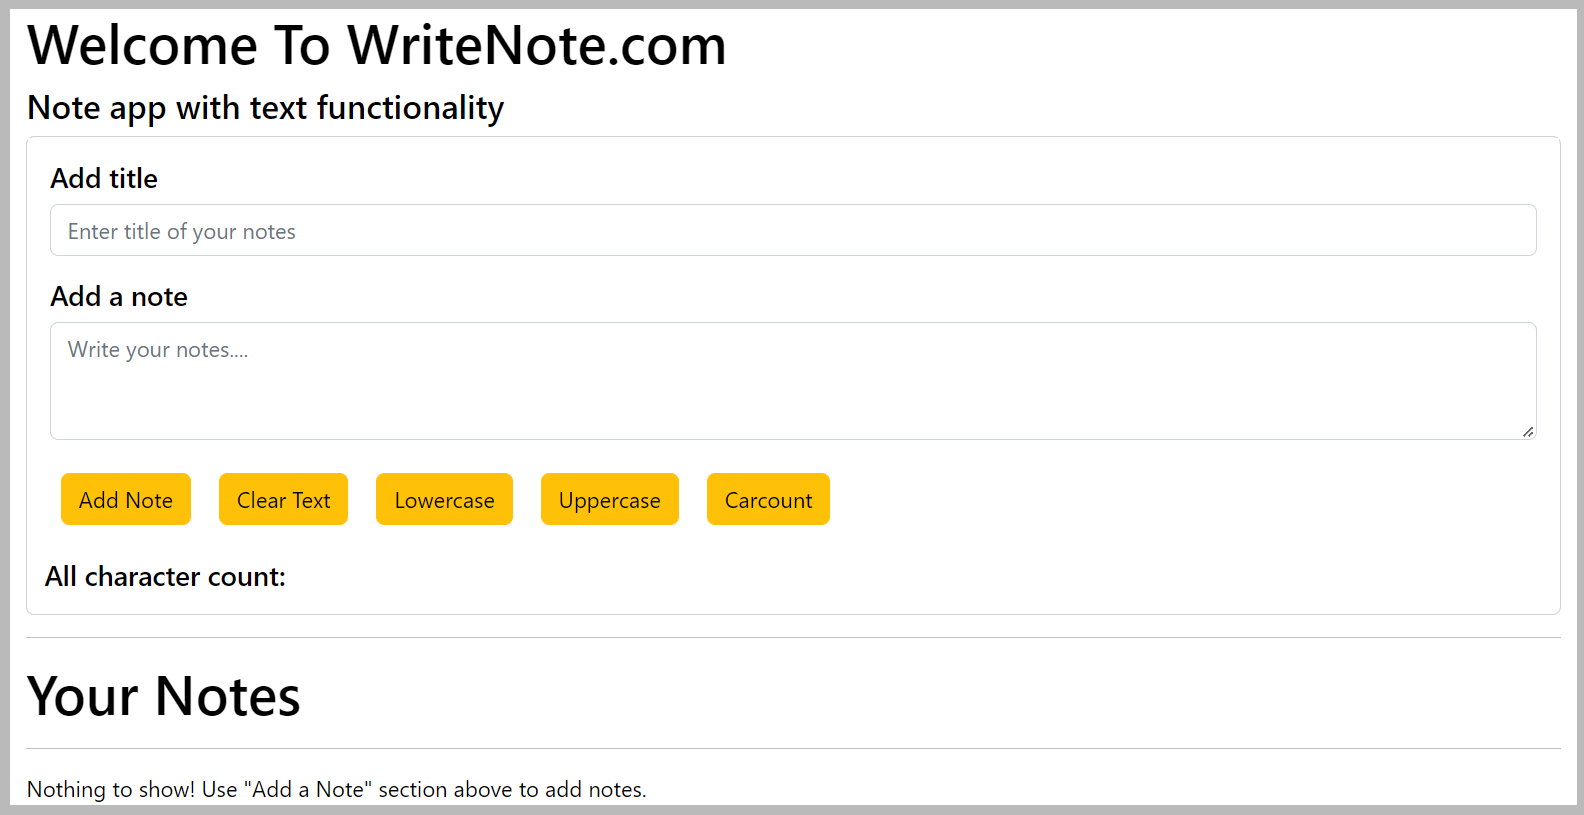 Welcome To WriteNote.com
Note app with text functionality
Add title
Enter title of your notes
Add a note
Write your notes....
Add Note Clear Text Lowercase Uppercase Carcount
All character count:
Your Notes
Nothing to show! Use "Add a Note" section above to add notes.